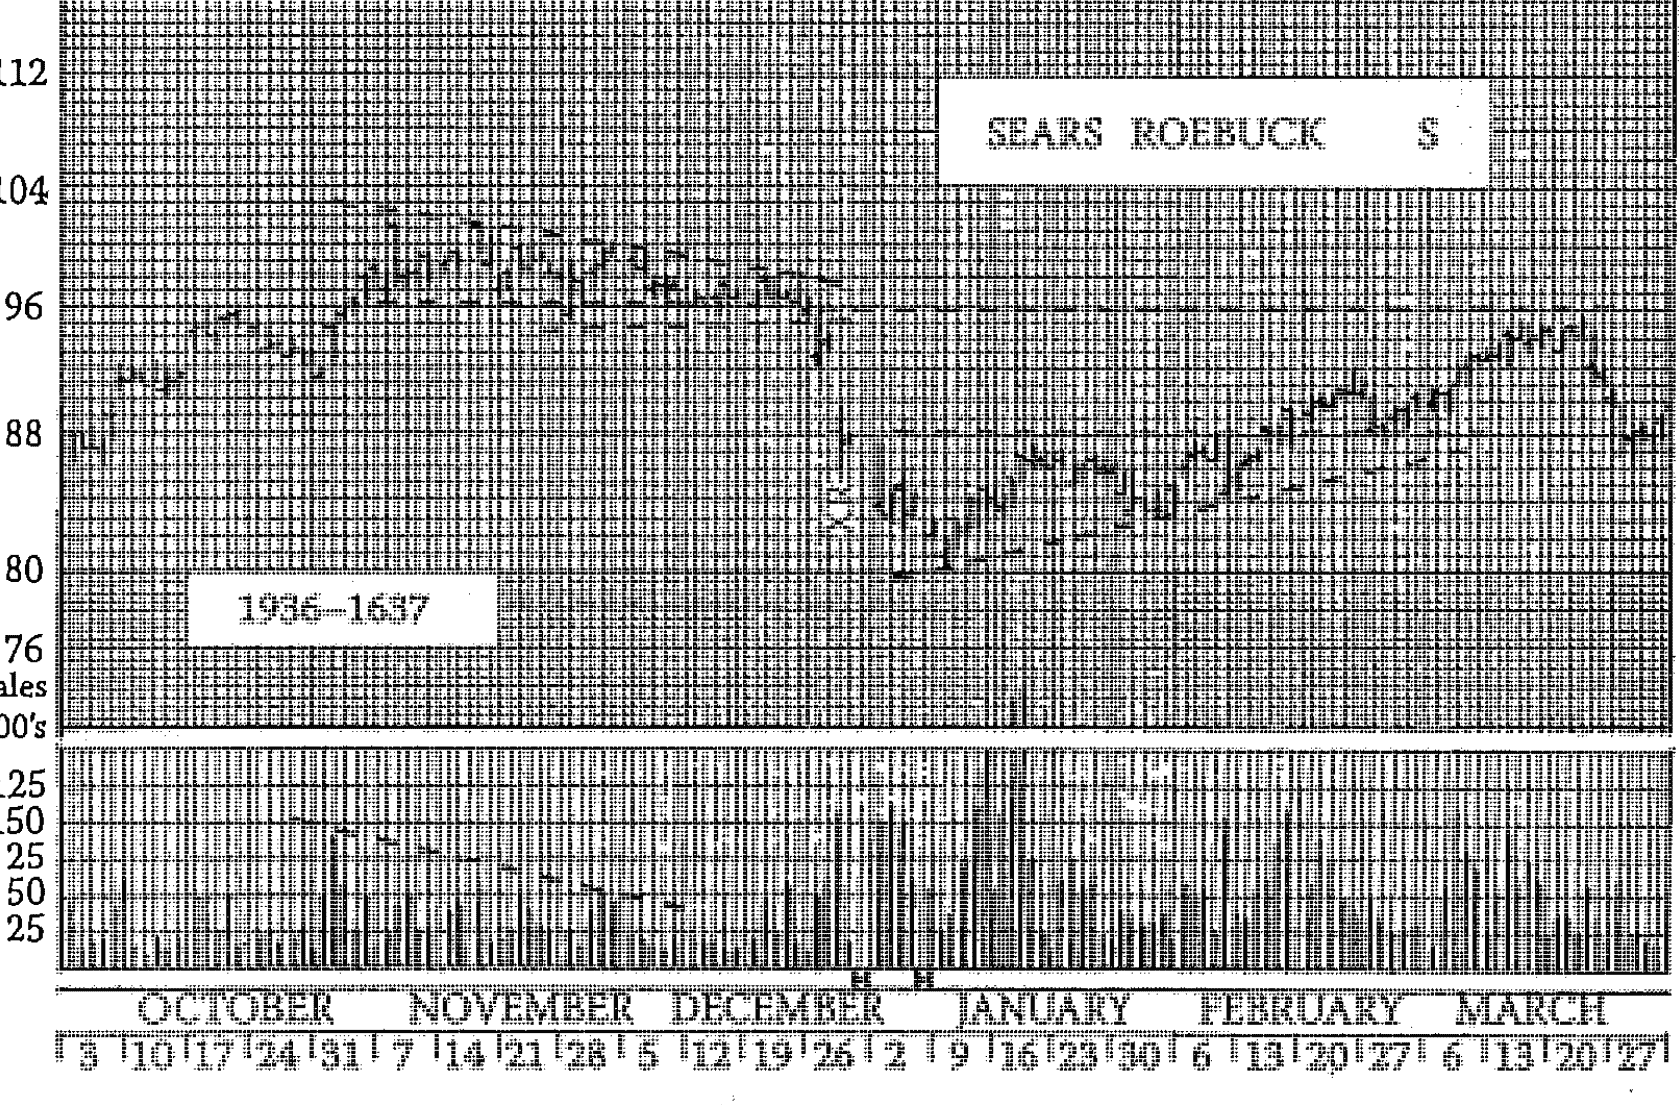 112
SEARS ROEBUCK S
104
96
88
XD
80
1936–1637
76
ales
00's
125
150
25
50
25
H H
OCTOBER NOVEMBER DECEMBER JANUARY FEBRUARY MARCH
3 10 17 24 31 7 14 21 28 5 12 19 26 2 9 16 23 30 6 13 20 27 6 13 20 27